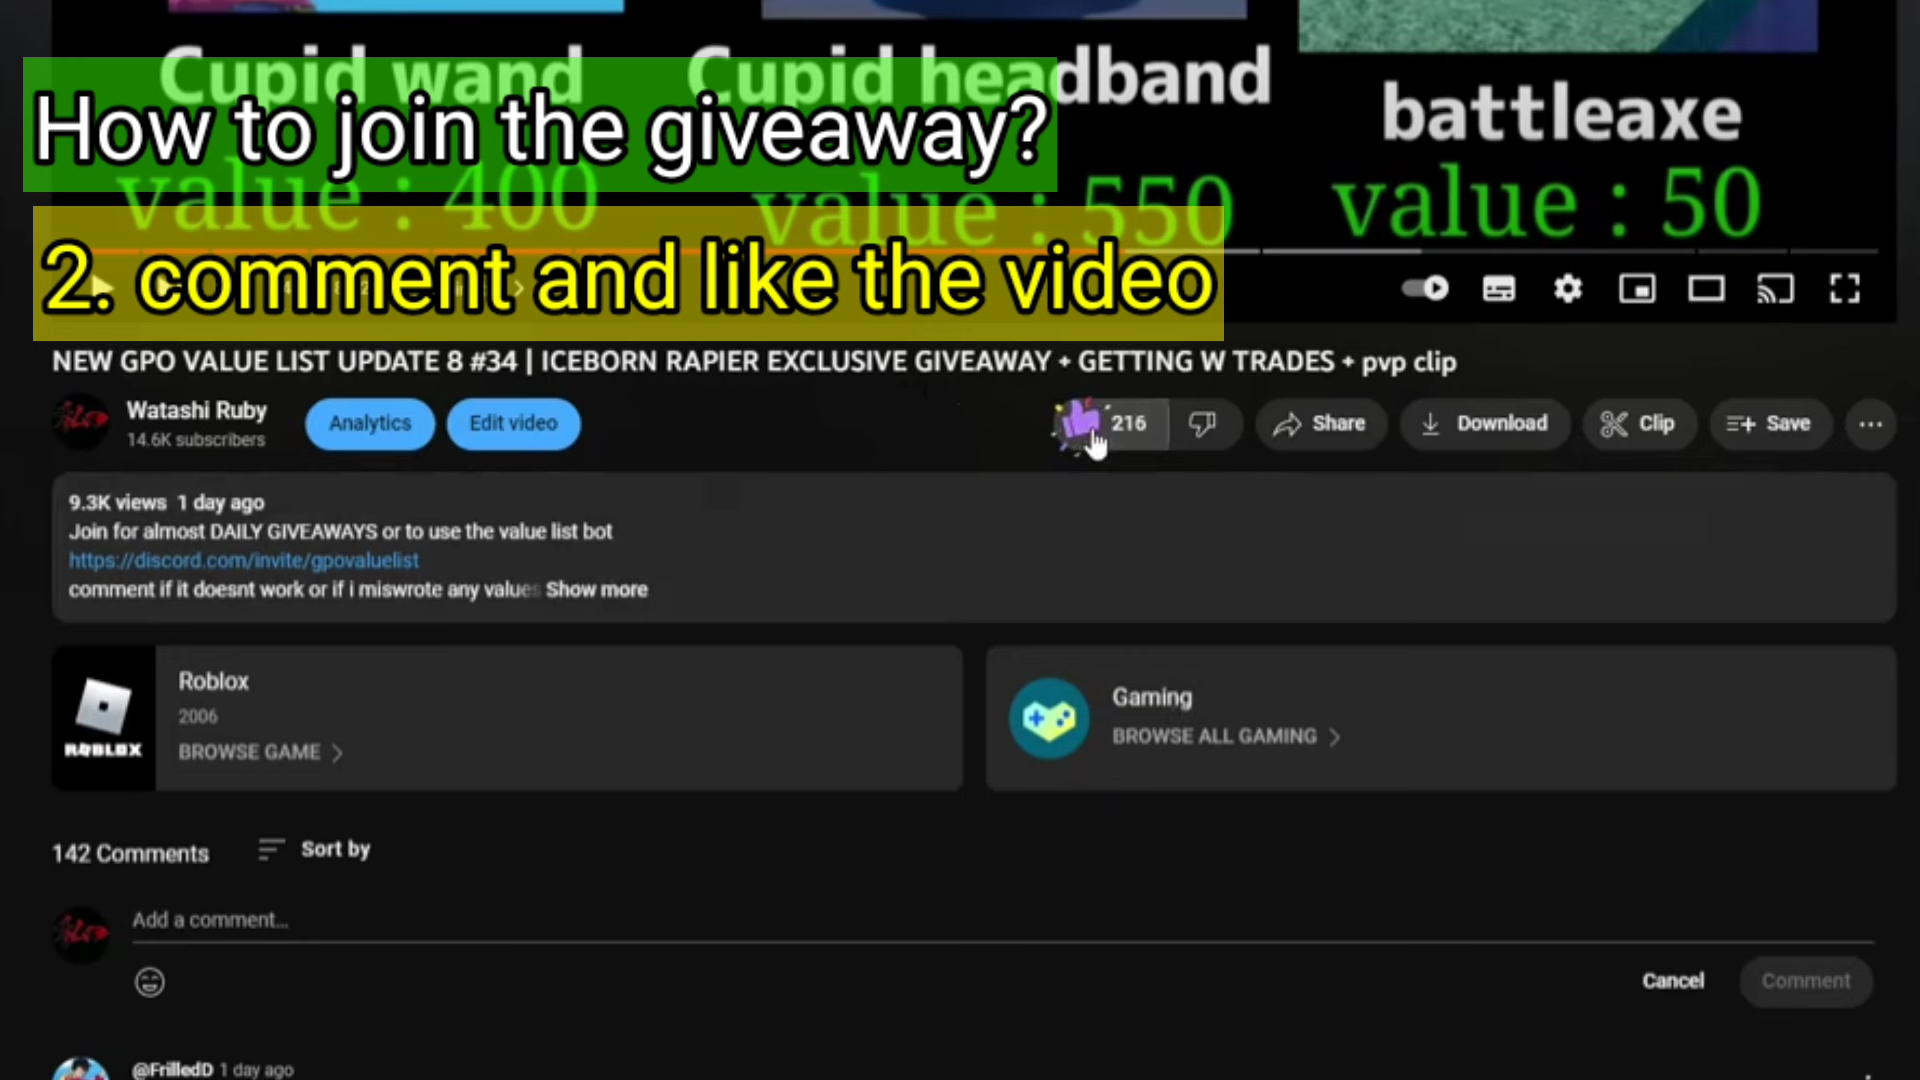 Cupid wand
Cupid headband
battleaxe
How to join the giveaway?
value : 400
value : 550
value : 50
2. comment and like the video
NEW GPO VALUE LIST UPDATE 8 #34 | ICEBORN RAPIER EXCLUSIVE GIVEAWAY + GETTING W TRADES + pvp clip
Watashi Ruby
14.6K subscribers
Analytics
Edit video
216
Share
Download
Clip
Save
9.3K views 1 day ago
Join for almost DAILY GIVEAWAYS or to use the value list bot
https://discord.com/invite/gpovaluelist
comment if it doesnt work or if i miswrote any values Show more
Roblox
2006
BROWSE GAME
ROBLOX
Gaming
BROWSE ALL GAMING
142 Comments
Sort by
Add a comment...
Cancel
Comment
@FrilledD 1 day ago